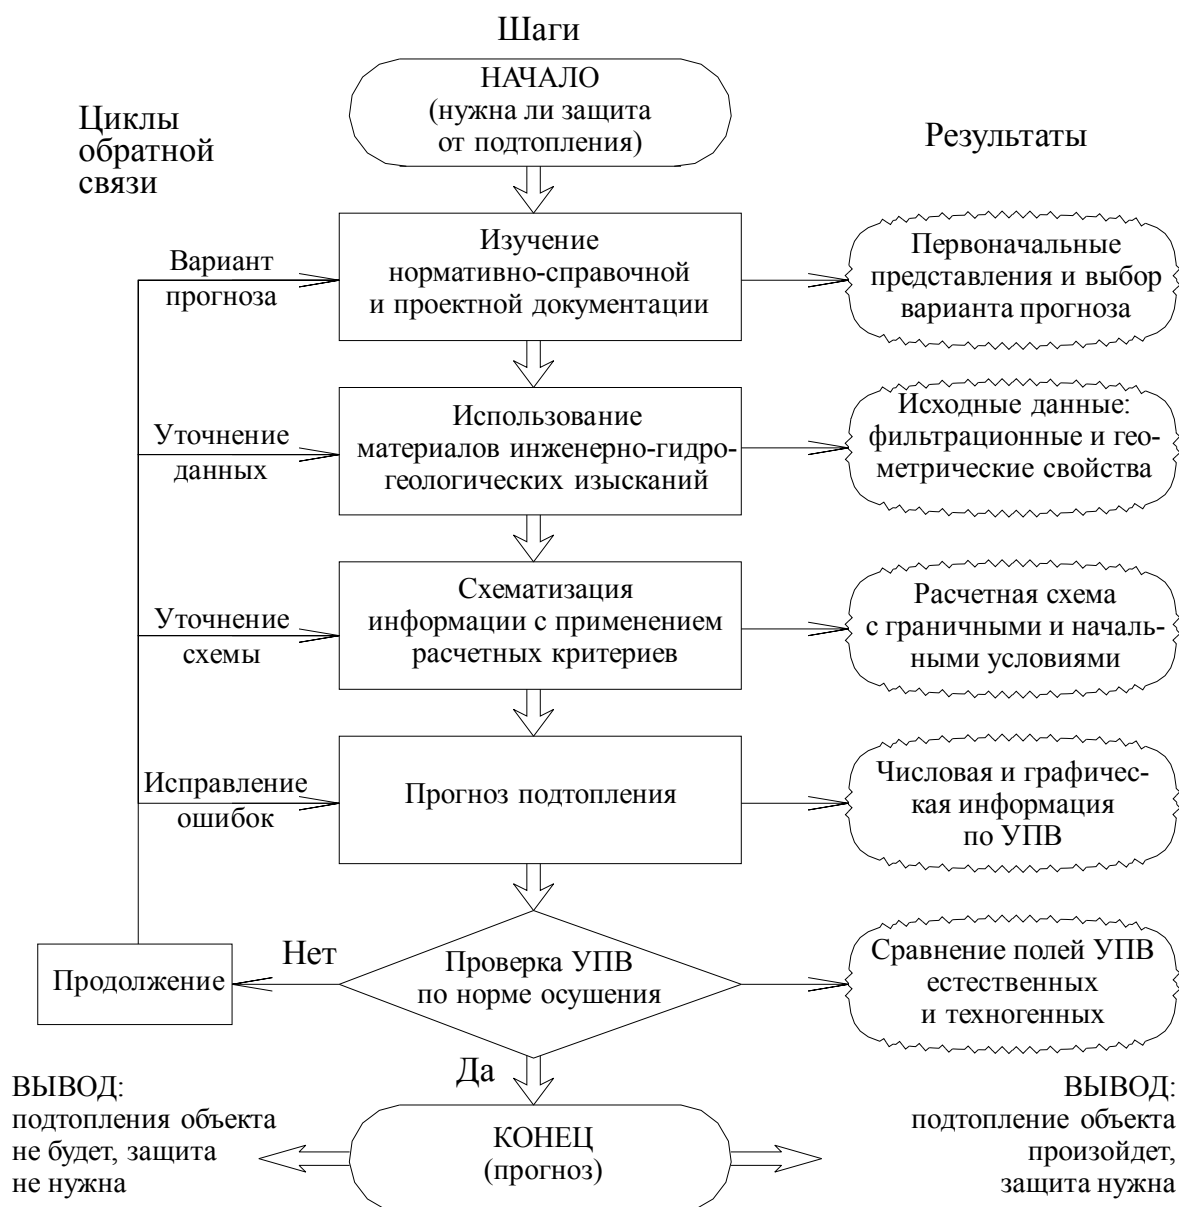 Шаги
НАЧАЛО
(нужна ли защита
от подтопления)
Циклы
обратной
связи
Результаты
Вариант
прогноза
Изучение
нормативно-справочной
и проектной документации
Первоначальные
представления и выбор
варианта прогноза
Уточнение
данных
Использование
материалов инженерно-гидро-
геологических изысканий
Исходные данные:
фильтрационные и гео-
метрические свойства
Уточнение
схемы
Схематизация
информации с применением
расчетных критериев
Расчетная схема
с граничными и началь-
ными условиями
Исправление
ошибок
Прогноз подтопления
Числовая и графичес-
кая информация
по УПВ
Продолжение
Нет
Проверка УПВ
по норме осушения
Сравнение полей УПВ
естественных
и техногенных
Да
ВЫВОД:
подтопления объекта
не будет, защита
не нужна
КОНЕЦ
(прогноз)
ВЫВОД:
подтопление объекта
произойдет,
защита нужна